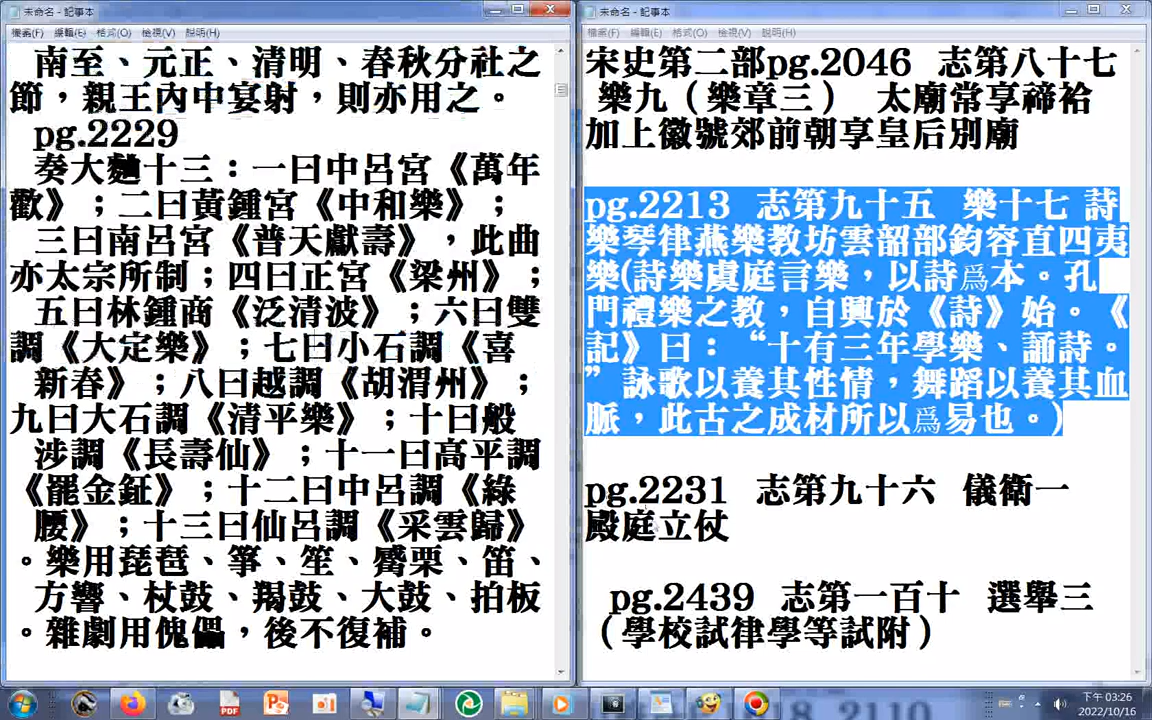 未命名 - 記事本
檔案(F) 編輯(E) 格式(O) 檢視(V) 說明(H)
南至、元正、清明、春秋分社之
節，親王內中宴射，則亦用之。
pg.2229
奏大麯十三：一曰中呂宮《萬年
歡》；二曰黃鍾宮《中和樂》；
三曰南呂宮《普天獻壽》，此曲
亦太宗所制；四曰正宮《梁州》；
五曰林鍾商《泛清波》；六曰雙
調《大定樂》；七曰小石調《喜
新春》；八曰越調《胡渭州》；
九曰大石調《清平樂》；十曰般
涉調《長壽仙》；十一曰高平調
《罷金鉦》；十二曰中呂調《綠
腰》；十三曰仙呂調《采雲歸》
。樂用琵琶、箏、笙、觱栗、笛、
方響、杖鼓、羯鼓、大鼓、拍板
。雜劇用傀儡，後不復補。
未命名 - 記事本
檔案(F) 編輯(E) 格式(O) 檢視(V) 說明(H)
宋史第二部pg.2046 志第八十七
樂九（樂章三） 太廟常享禘祫
加上徽號郊前朝享皇后別廟
pg.2213 志第九十五 樂十七 詩
樂琴律燕樂教坊雲韶部鈞容直四夷
樂(詩樂虞庭言樂，以詩爲本。孔
門禮樂之教，自興於《詩》始。《
記》曰：“十有三年學樂、誦詩。
”詠歌以養其性情，舞蹈以養其血
脈，此古之成材所以爲易也。)
pg.2231 志第九十六 儀衛一
殿庭立仗
pg.2439 志第一百十 選舉三
（學校試律學等試附）
PDF
下午 03:26
2022/10/16